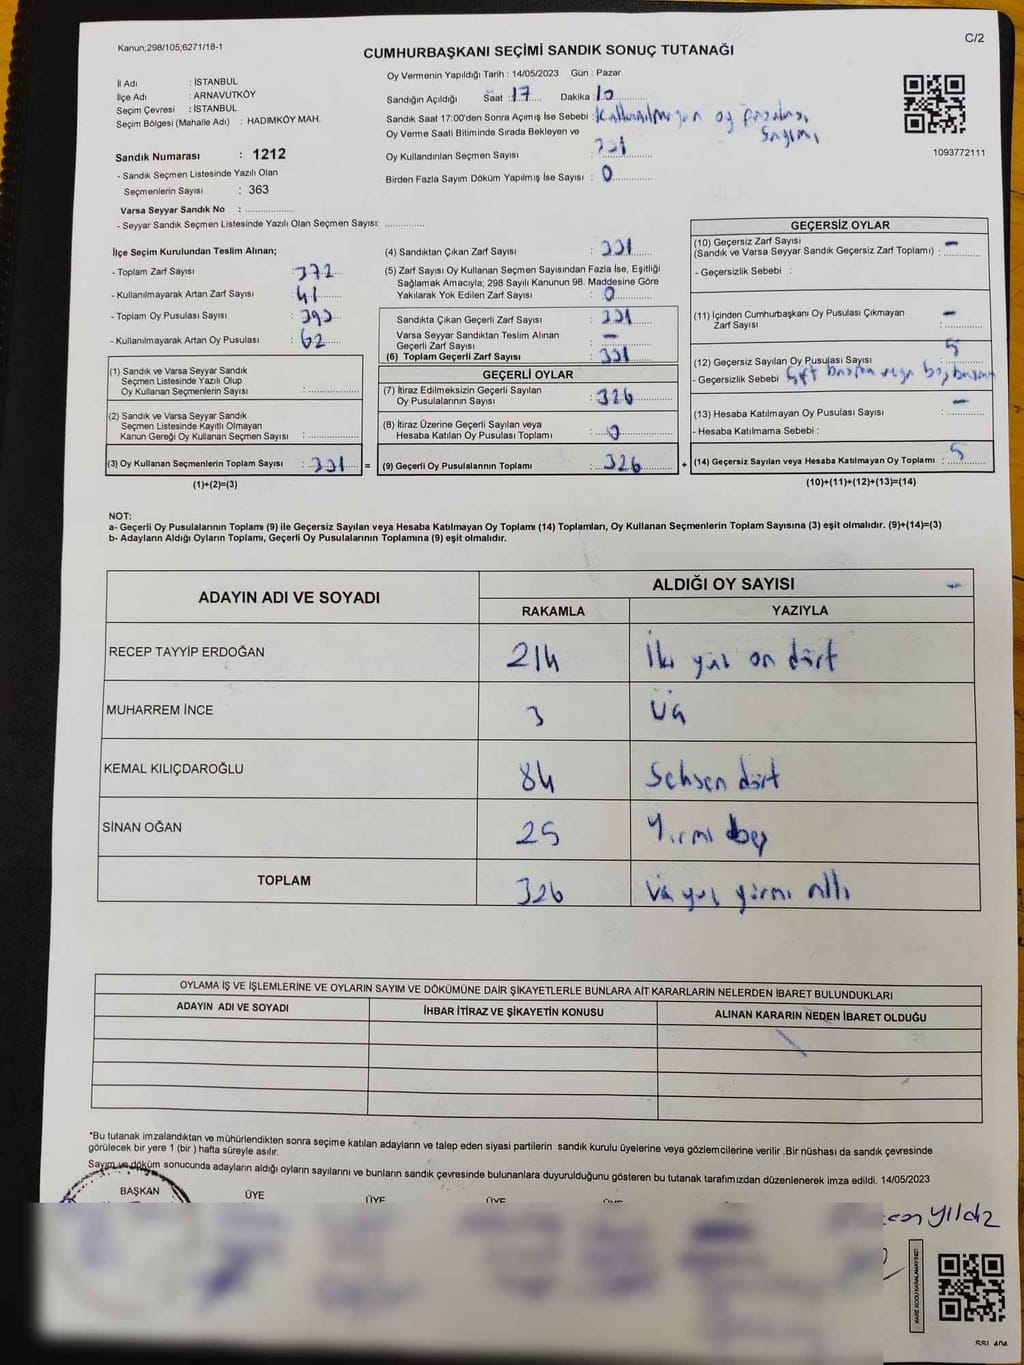 Kanun;298/105;6271/18-1
C/2
CUMHURBAŞKANI SEÇİMİ SANDIK SONUÇ TUTANAĞI
İl Adı : İSTANBUL
İlçe Adı : ARNAVUTKÖY
Seçim Çevresi : İSTANBUL
Seçim Bölgesi (Mahalle Adı) : HADIMKÖY MAH.
Sandık Numarası : 1212
- Sandık Seçmen Listesinde Yazılı Olan
Seçmenlerin Sayısı : 363
Varsa Seyyar Sandık No : ..................
- Seyyar Sandık Seçmen Listesinde Yazılı Olan Seçmen Sayısı: ...............
Oy Vermenin Yapıldığı Tarih : 14/05/2023 Gün : Pazar
Sandığın Açıldığı Saat : 17 Dakika : 10
Sandık Saat 17:00'den Sonra Açımış İse Sebebi : Kullanılmayan oy pusulası
sayımı
Oy Verme Saati Bitiminde Sırada Bekleyen ve
Oy Kullandırılan Seçmen Sayısı : 331
Birden Fazla Sayım Döküm Yapılmış İse Sayısı : 0
1093772111
İlçe Seçim Kurulundan Teslim Alınan;
- Toplam Zarf Sayısı : 372
- Kullanılmayarak Artan Zarf Sayısı : 41
- Toplam Oy Pusulası Sayısı : 393
- Kullanılmayarak Artan Oy Pusulası : 62
(1) Sandık ve Varsa Seyyar Sandık
Seçmen Listesinde Yazılı Olup
Oy Kullanan Seçmenlerin Sayısı : ...............
(2) Sandık ve Varsa Seyyar Sandık
Seçmen Listesinde Kayıtlı Olmayan
Kanun Gereği Oy Kullanan Seçmen Sayısı : ...............
(3) Oy Kullanan Seçmenlerin Toplam Sayısı : 331 =
(1)+(2)=(3)
(4) Sandıktan Çıkan Zarf Sayısı : 331
(5) Zarf Sayısı Oy Kullanan Seçmen Sayısından Fazla İse, Eşitliği
Sağlamak Amacıyla; 298 Sayılı Kanunun 98. Maddesine Göre
Yakılarak Yok Edilen Zarf Sayısı : 0
Sandıkta Çıkan Geçerli Zarf Sayısı : 331
Varsa Seyyar Sandıktan Teslim Alınan
Geçerli Zarf Sayısı : -
(6) Toplam Geçerli Zarf Sayısı : 331
GEÇERLİ OYLAR
(7) İtiraz Edilmeksizin Geçerli Sayılan
Oy Pusulalarının Sayısı : 326
(8) İtiraz Üzerine Geçerli Sayılan veya
Hesaba Katılan Oy Pusulası Toplamı : 0
(9) Geçerli Oy Pusulalarının Toplamı : 326 +
GEÇERSİZ OYLAR
(10) Geçersiz Zarf Sayısı
(Sandık ve Varsa Seyyar Sandık Geçersiz Zarf Toplamı) : -
- Geçersizlik Sebebi :
(11) İçinden Cumhurbaşkanı Oy Pusulası Çıkmayan
Zarf Sayısı : -
(12) Geçersiz Sayılan Oy Pusulası Sayısı : 5
- Geçersizlik Sebebi : Çift basılan veya boş
(13) Hesaba Katılmayan Oy Pusulası Sayısı : -
- Hesaba Katılmama Sebebi :
(14) Geçersiz Sayılan veya Hesaba Katılmayan Oy Toplamı : 5
(10)+(11)+(12)+(13)=(14)
NOT:
a- Geçerli Oy Pusulalarının Toplamı (9) ile Geçersiz Sayılan veya Hesaba Katılmayan Oy Toplamı (14) Toplamları, Oy Kullanan Seçmenlerin Toplam Sayısına (3) eşit olmalıdır. (9)+(14)=(3)
b- Adayların Aldığı Oyların Toplamı, Geçerli Oy Pusulalarının Toplamına (9) eşit olmalıdır.
ADAYIN ADI VE SOYADI
ALDIĞI OY SAYISI
RAKAMLA YAZIYLA
RECEP TAYYİP ERDOĞAN 214 İki yüz on dört
MUHARREM İNCE 3 Üç
KEMAL KILIÇDAROĞLU 84 Seksen dört
SİNAN OĞAN 25 Yirmi beş
TOPLAM 326 Üç yüz yirmi altı
OYLAMA İŞ VE İŞLEMLERİNE VE OYLARIN SAYIM VE DÖKÜMÜNE DAİR ŞİKAYETLERLE BUNLARA AİT KARARLARIN NELERDEN İBARET BULUNDUKLARI
ADAYIN ADI VE SOYADI İHBAR İTİRAZ VE ŞİKAYETİN KONUSU ALINAN KARARIN NEDEN İBARET OLDUĞU
*Bu tutanak imzalandıktan ve mühürlendikten sonra seçime katılan adayların ve talep eden siyasi partilerin sandık kurulu üyelerine veya gözlemcilerine verilir .Bir nüshası da sandık çevresinde
görülecek bir yere 1 (bir ) hafta süreyle asılır.
Sayım ve döküm sonucunda adayların aldığı oyların sayılarını ve bunların sandık çevresinde bulunanlara duyurulduğunu gösteren bu tutanak tarafımızdan düzenlenerek imza edildi. 14/05/2023
BAŞKAN ÜYE ÜYE ÜYE ÜYE
Yıldız
KARE KODU KARALAMAYINIZ!